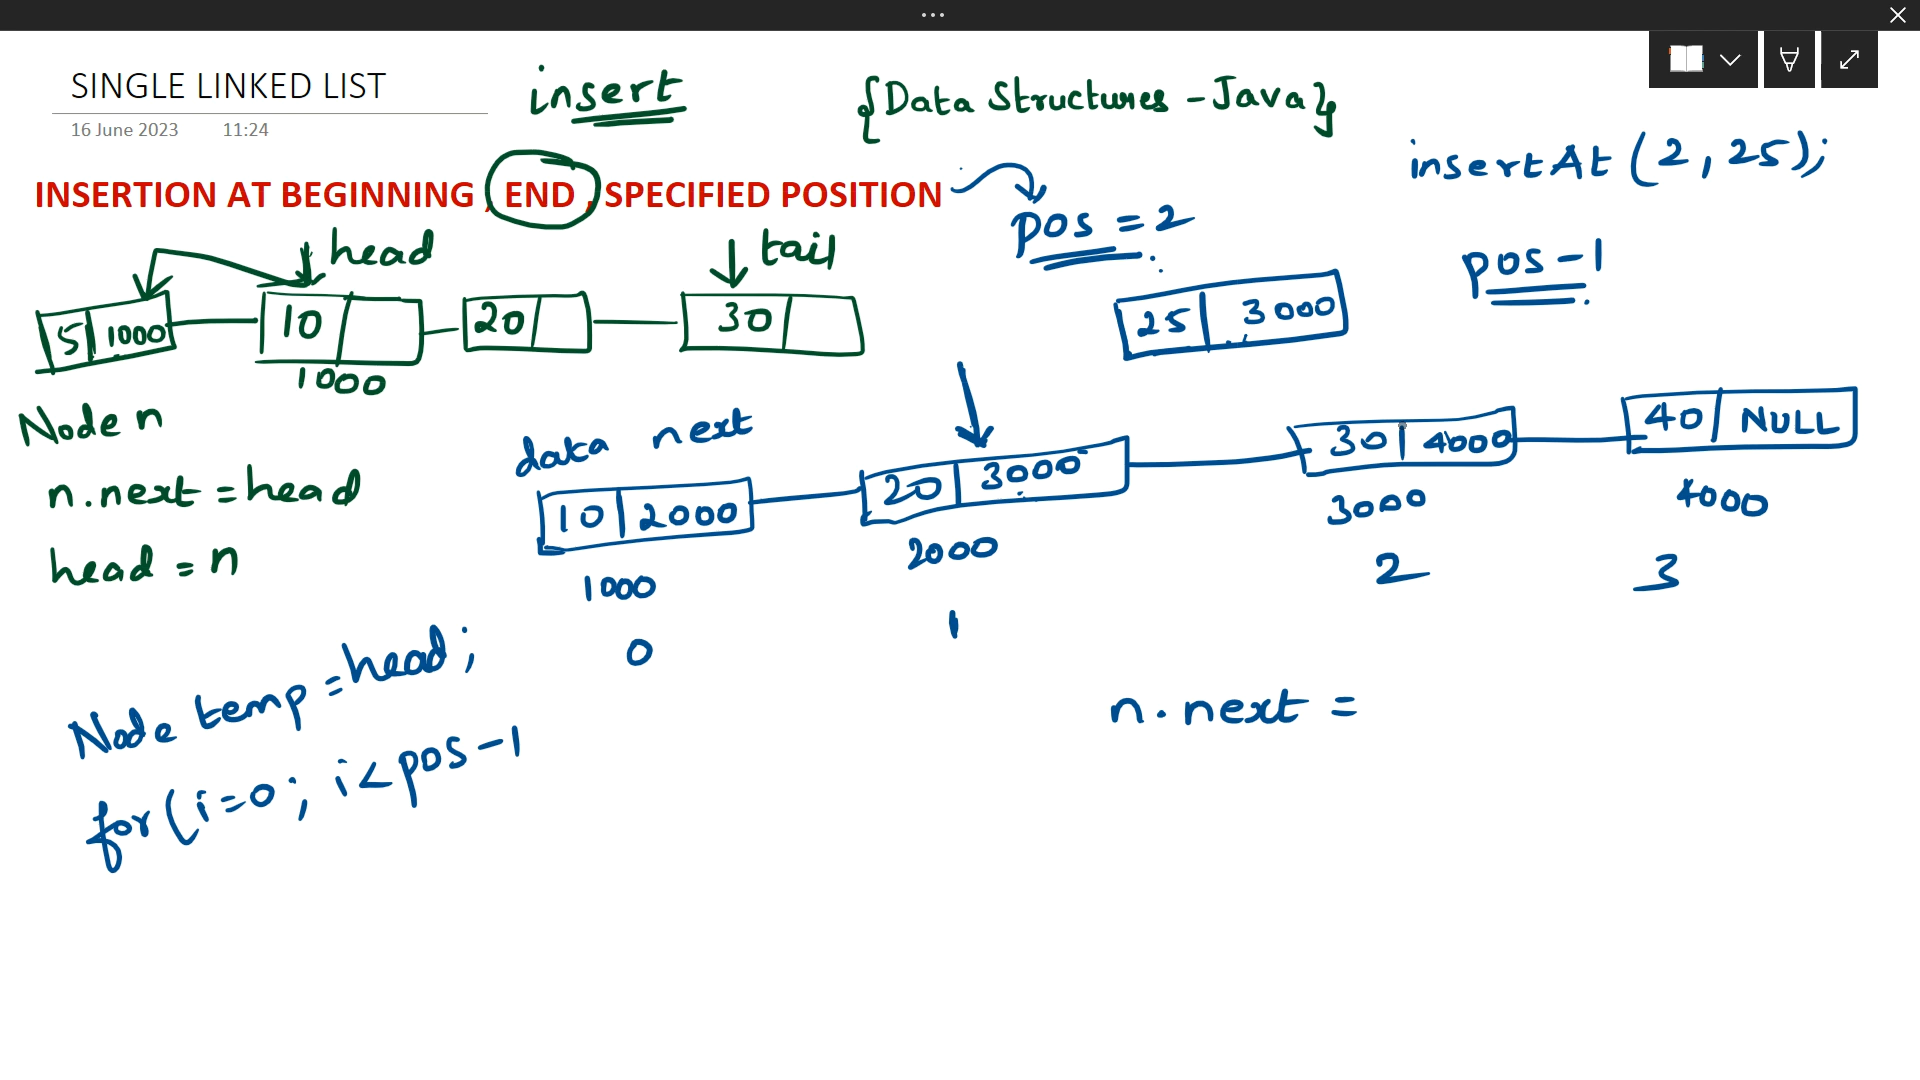 SINGLE LINKED LIST
16 June 2023 11:24
insert
{Data Structures - Java}
insertAt (2, 25);
INSERTION AT BEGINNING , END , SPECIFIED POSITION
pos = 2
pos - 1
head
tail
5 1000
10
20
30
1000
25 3000
Node n
n.next = head
head = n
data next
10 2000
20 3000
30 4000
40 NULL
1000
2000
3000
4000
0
1
2
3
Node temp = head;
for (i=0; i<pos-1
n.next =